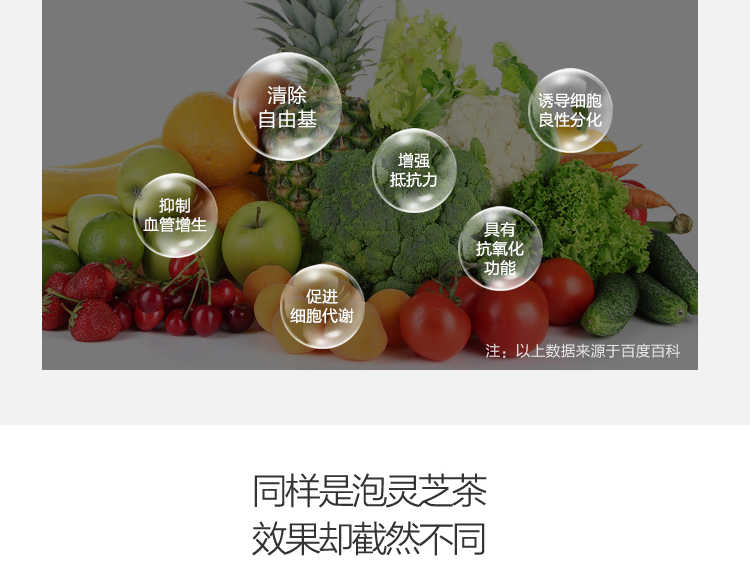 清除
自由基
诱导细胞
良性分化
增强
抵抗力
抑制
血管增生
具有
抗氧化
功能
促进
细胞代谢
注：以上数据来源于百度百科
同样是泡灵芝茶
效果却截然不同